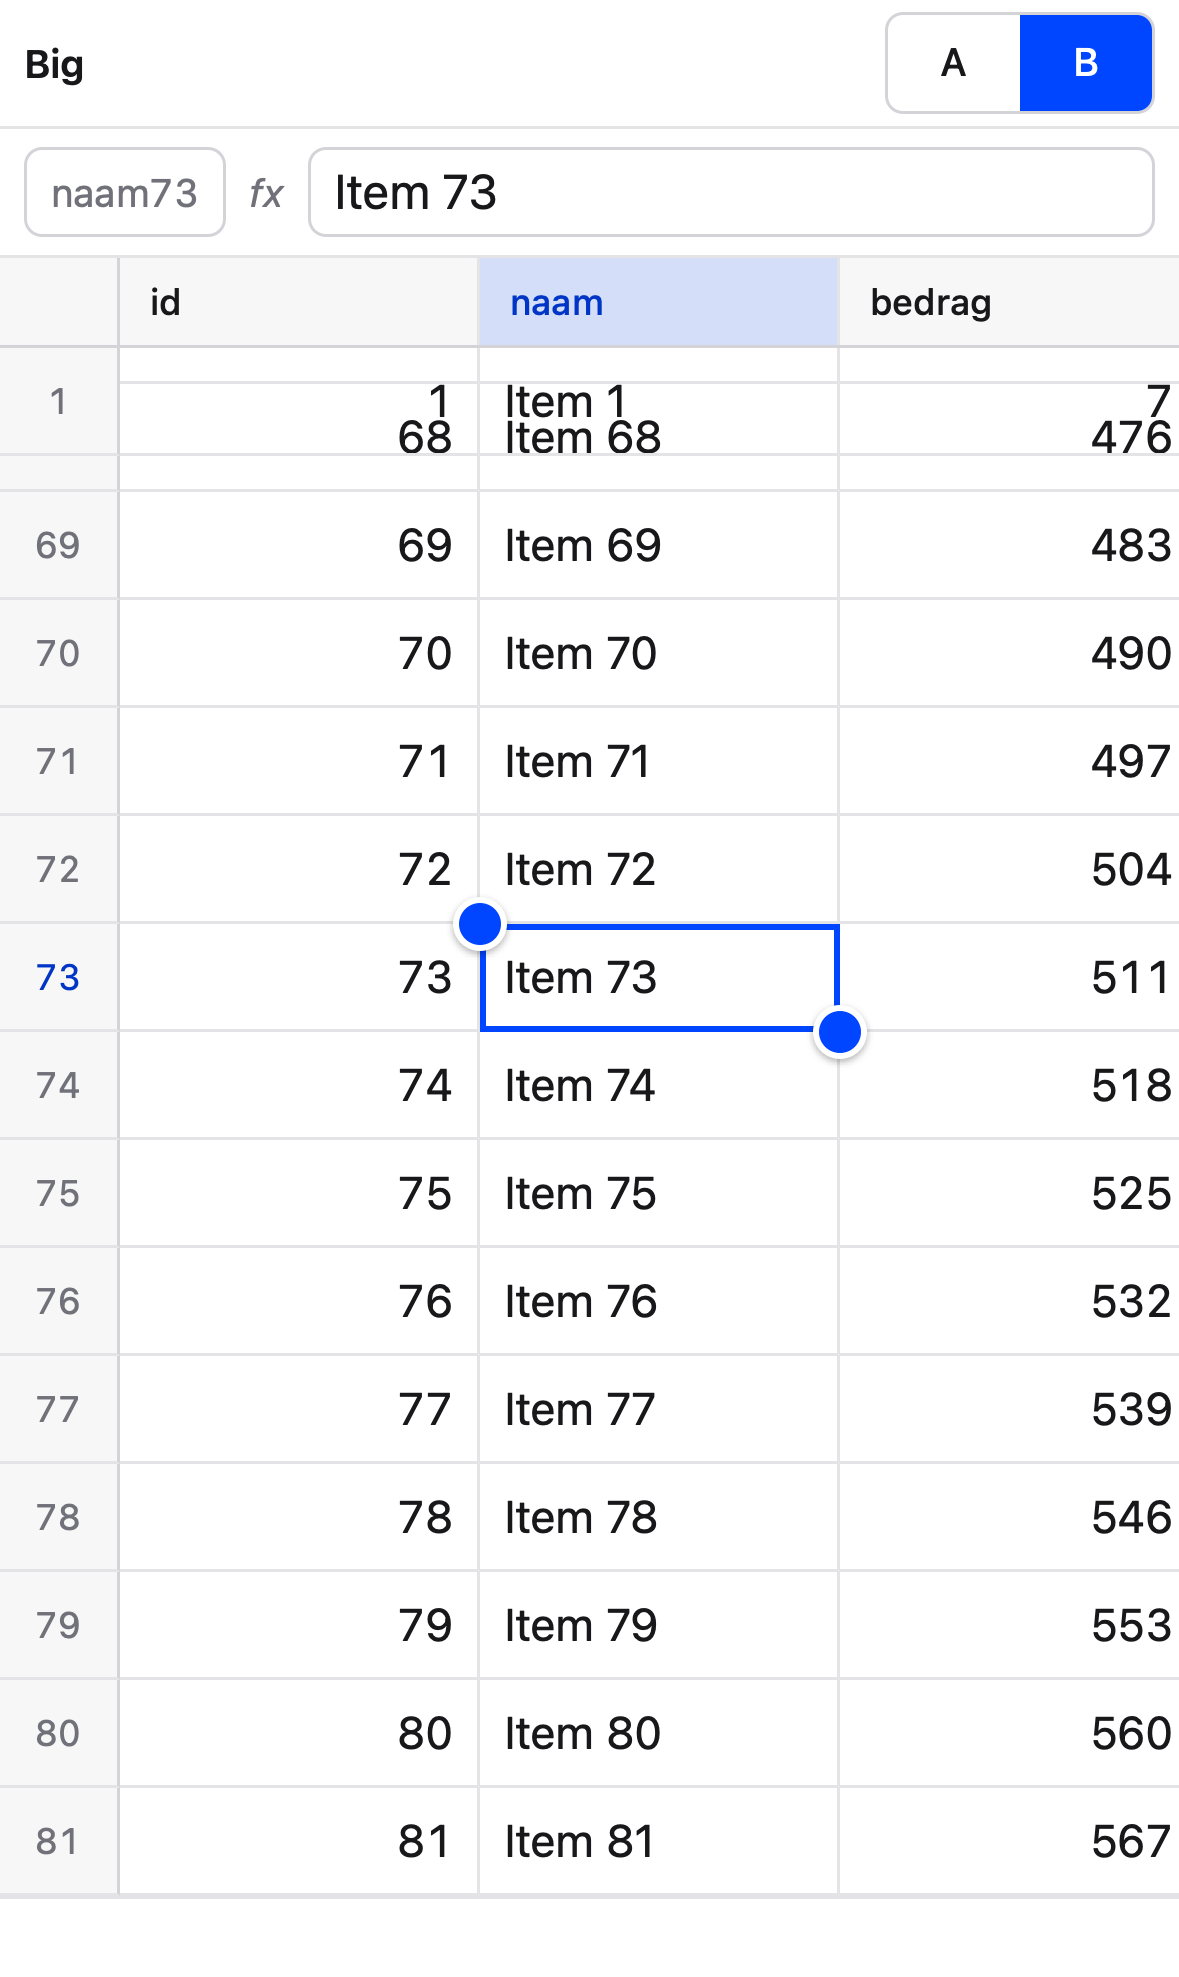 Big A B
naam73 fx Item 73
id naam bedrag
1 1 Item 1 7
68 Item 68 476
69 69 Item 69 483
70 70 Item 70 490
71 71 Item 71 497
72 72 Item 72 504
73 73 Item 73 511
74 74 Item 74 518
75 75 Item 75 525
76 76 Item 76 532
77 77 Item 77 539
78 78 Item 78 546
79 79 Item 79 553
80 80 Item 80 560
81 81 Item 81 567